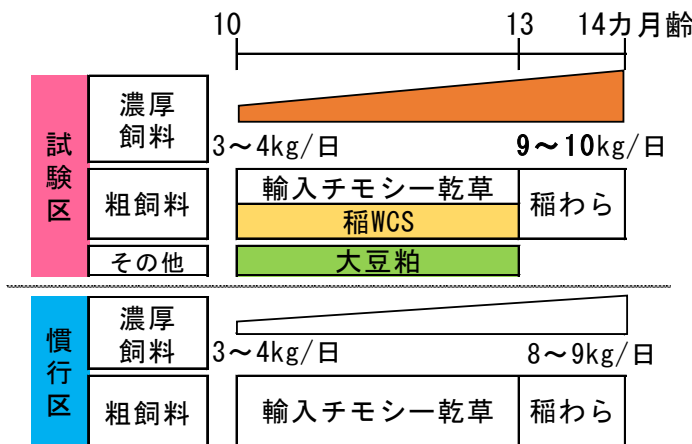 10 13 14カ月齢
試験区
濃厚
飼料
3～4kg/日 9～10kg/日
粗飼料
輸入チモシー乾草
稲WCS
稲わら
その他
大豆粕
慣行区
濃厚
飼料
3～4kg/日 8～9kg/日
粗飼料
輸入チモシー乾草
稲わら